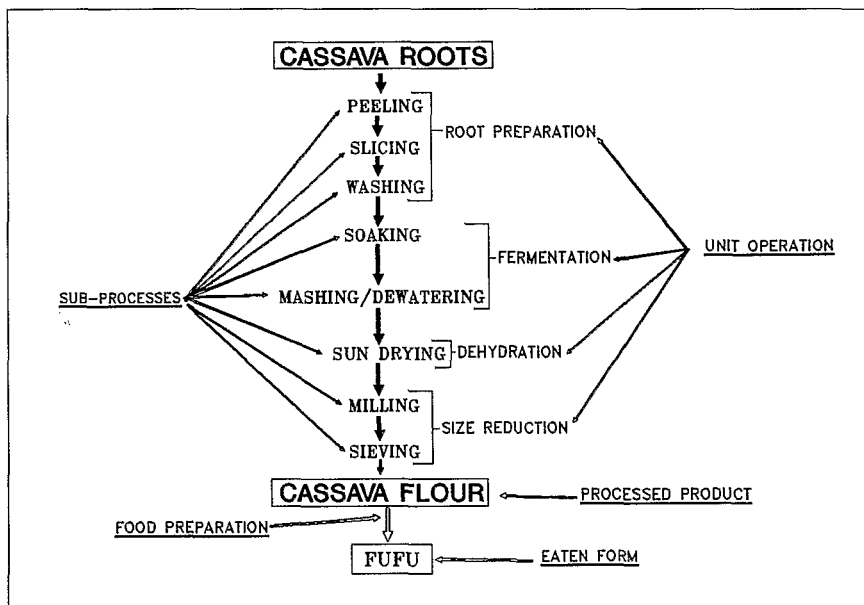 CASSAVA ROOTS
PEELING
ROOT PREPARATION
SLICING
WASHING
SOAKING
FERMENTATION
UNIT OPERATION
SUB-PROCESSES
MASHING/DEWATERING
SUN DRYING
DEHYDRATION
MILLING
SIZE REDUCTION
SIEVING
CASSAVA FLOUR
PROCESSED PRODUCT
FOOD PREPARATION
FUFU
EATEN FORM